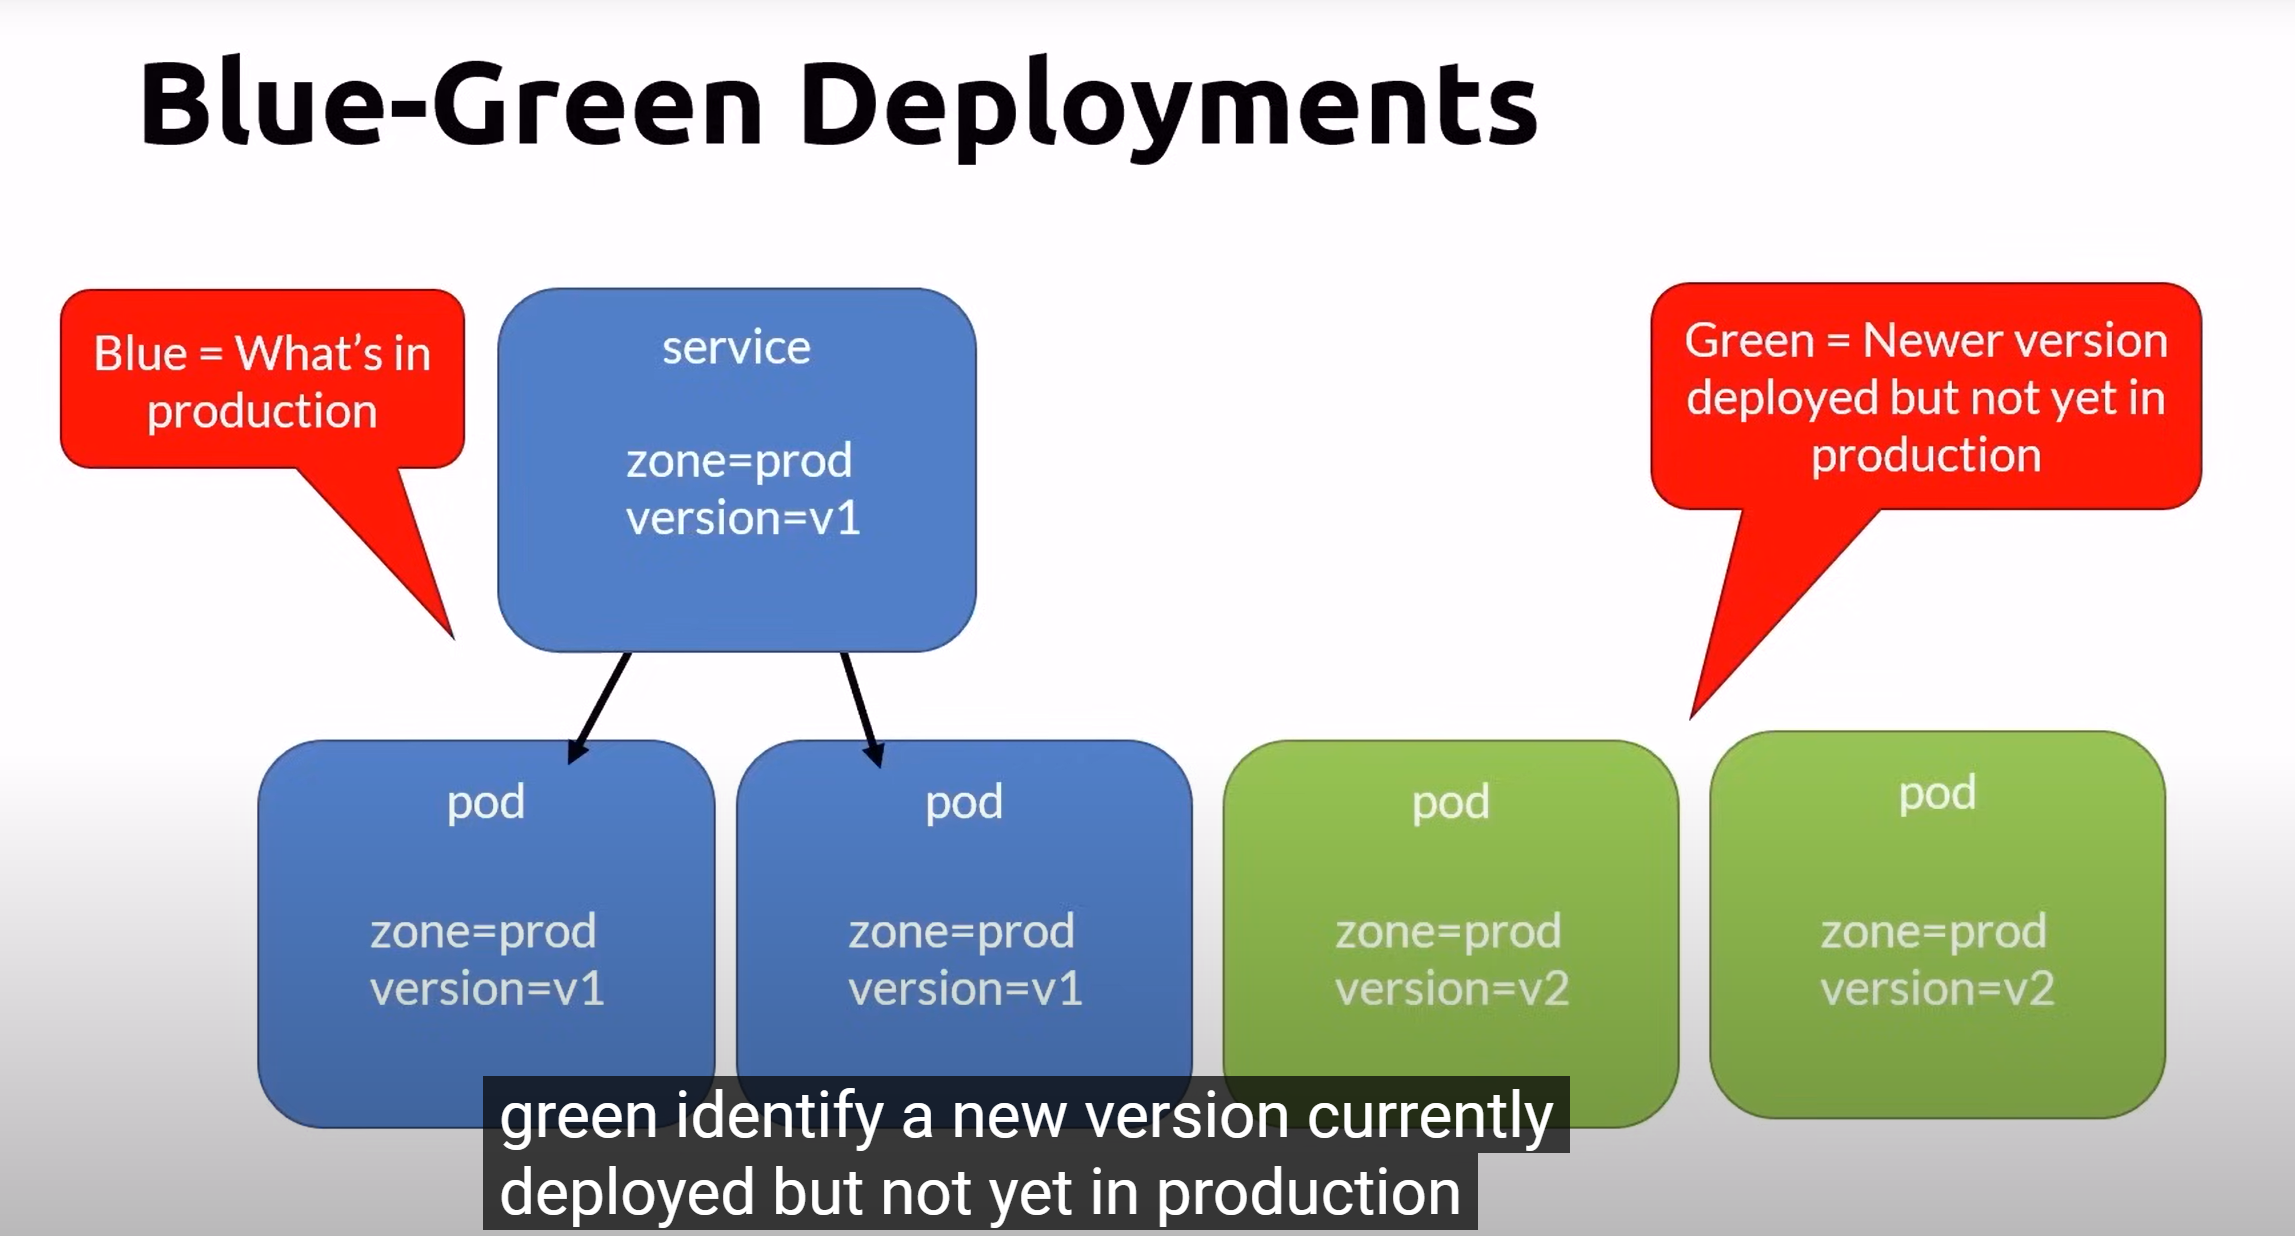 Blue-Green Deployments
Blue = What’s in
production
service
zone=prod
version=v1
Green = Newer version
deployed but not yet in
production
pod
zone=prod
version=v1
pod
zone=prod
version=v1
pod
zone=prod
version=v2
pod
zone=prod
version=v2
green identify a new version currently
deployed but not yet in production